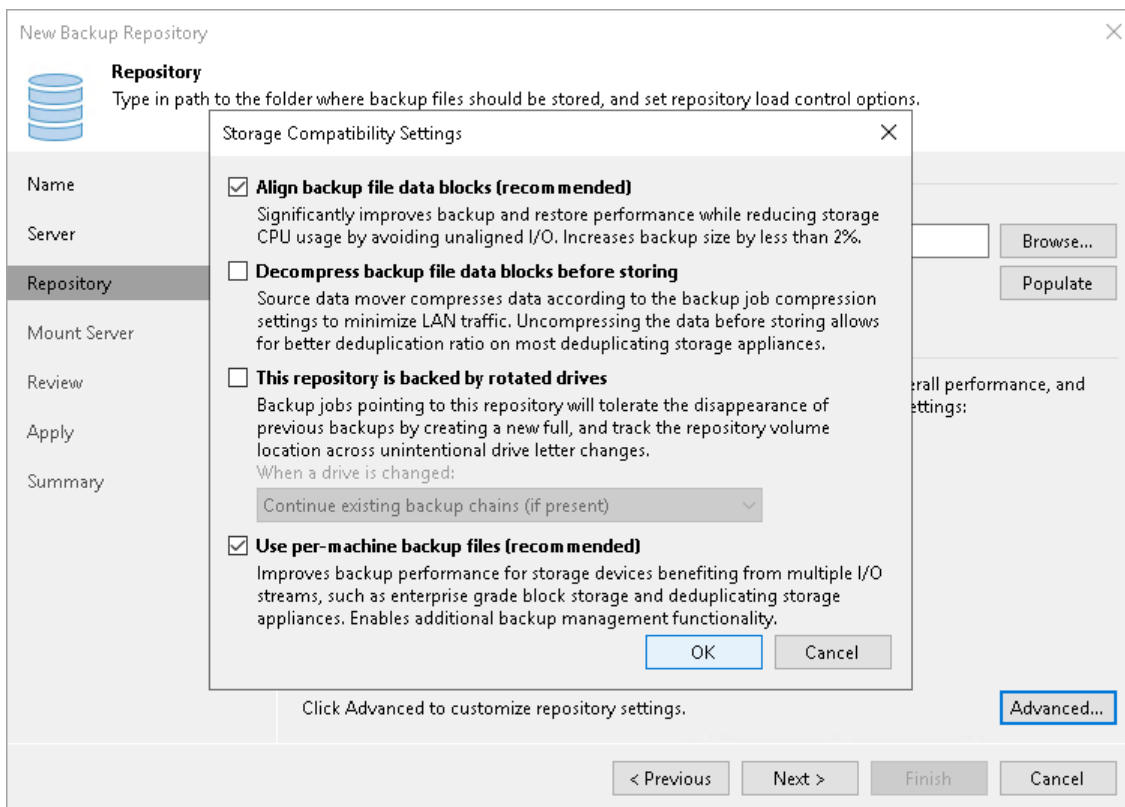 New Backup Repository
Repository
Type in path to the folder where backup files should be stored, and set repository load control options.
Storage Compatibility Settings
Name
Server
Repository
Mount Server
Review
Apply
Summary
Align backup file data blocks (recommended)
Significantly improves backup and restore performance while reducing storage
CPU usage by avoiding unaligned I/O. Increases backup size by less than 2%.
Decompress backup file data blocks before storing
Source data mover compresses data according to the backup job compression
settings to minimize LAN traffic. Uncompressing the data before storing allows
for better deduplication ratio on most deduplicating storage appliances.
This repository is backed by rotated drives
Backup jobs pointing to this repository will tolerate the disappearance of
previous backups by creating a new full, and track the repository volume
location across unintentional drive letter changes.
When a drive is changed:
Continue existing backup chains (if present)
Use per-machine backup files (recommended)
Improves backup performance for storage devices benefiting from multiple I/O
streams, such as enterprise grade block storage and deduplicating storage
appliances. Enables additional backup management functionality.
OK Cancel
Browse...
Populate
performance, and
Click Advanced to customize repository settings.
Advanced...
< Previous Next > Finish Cancel